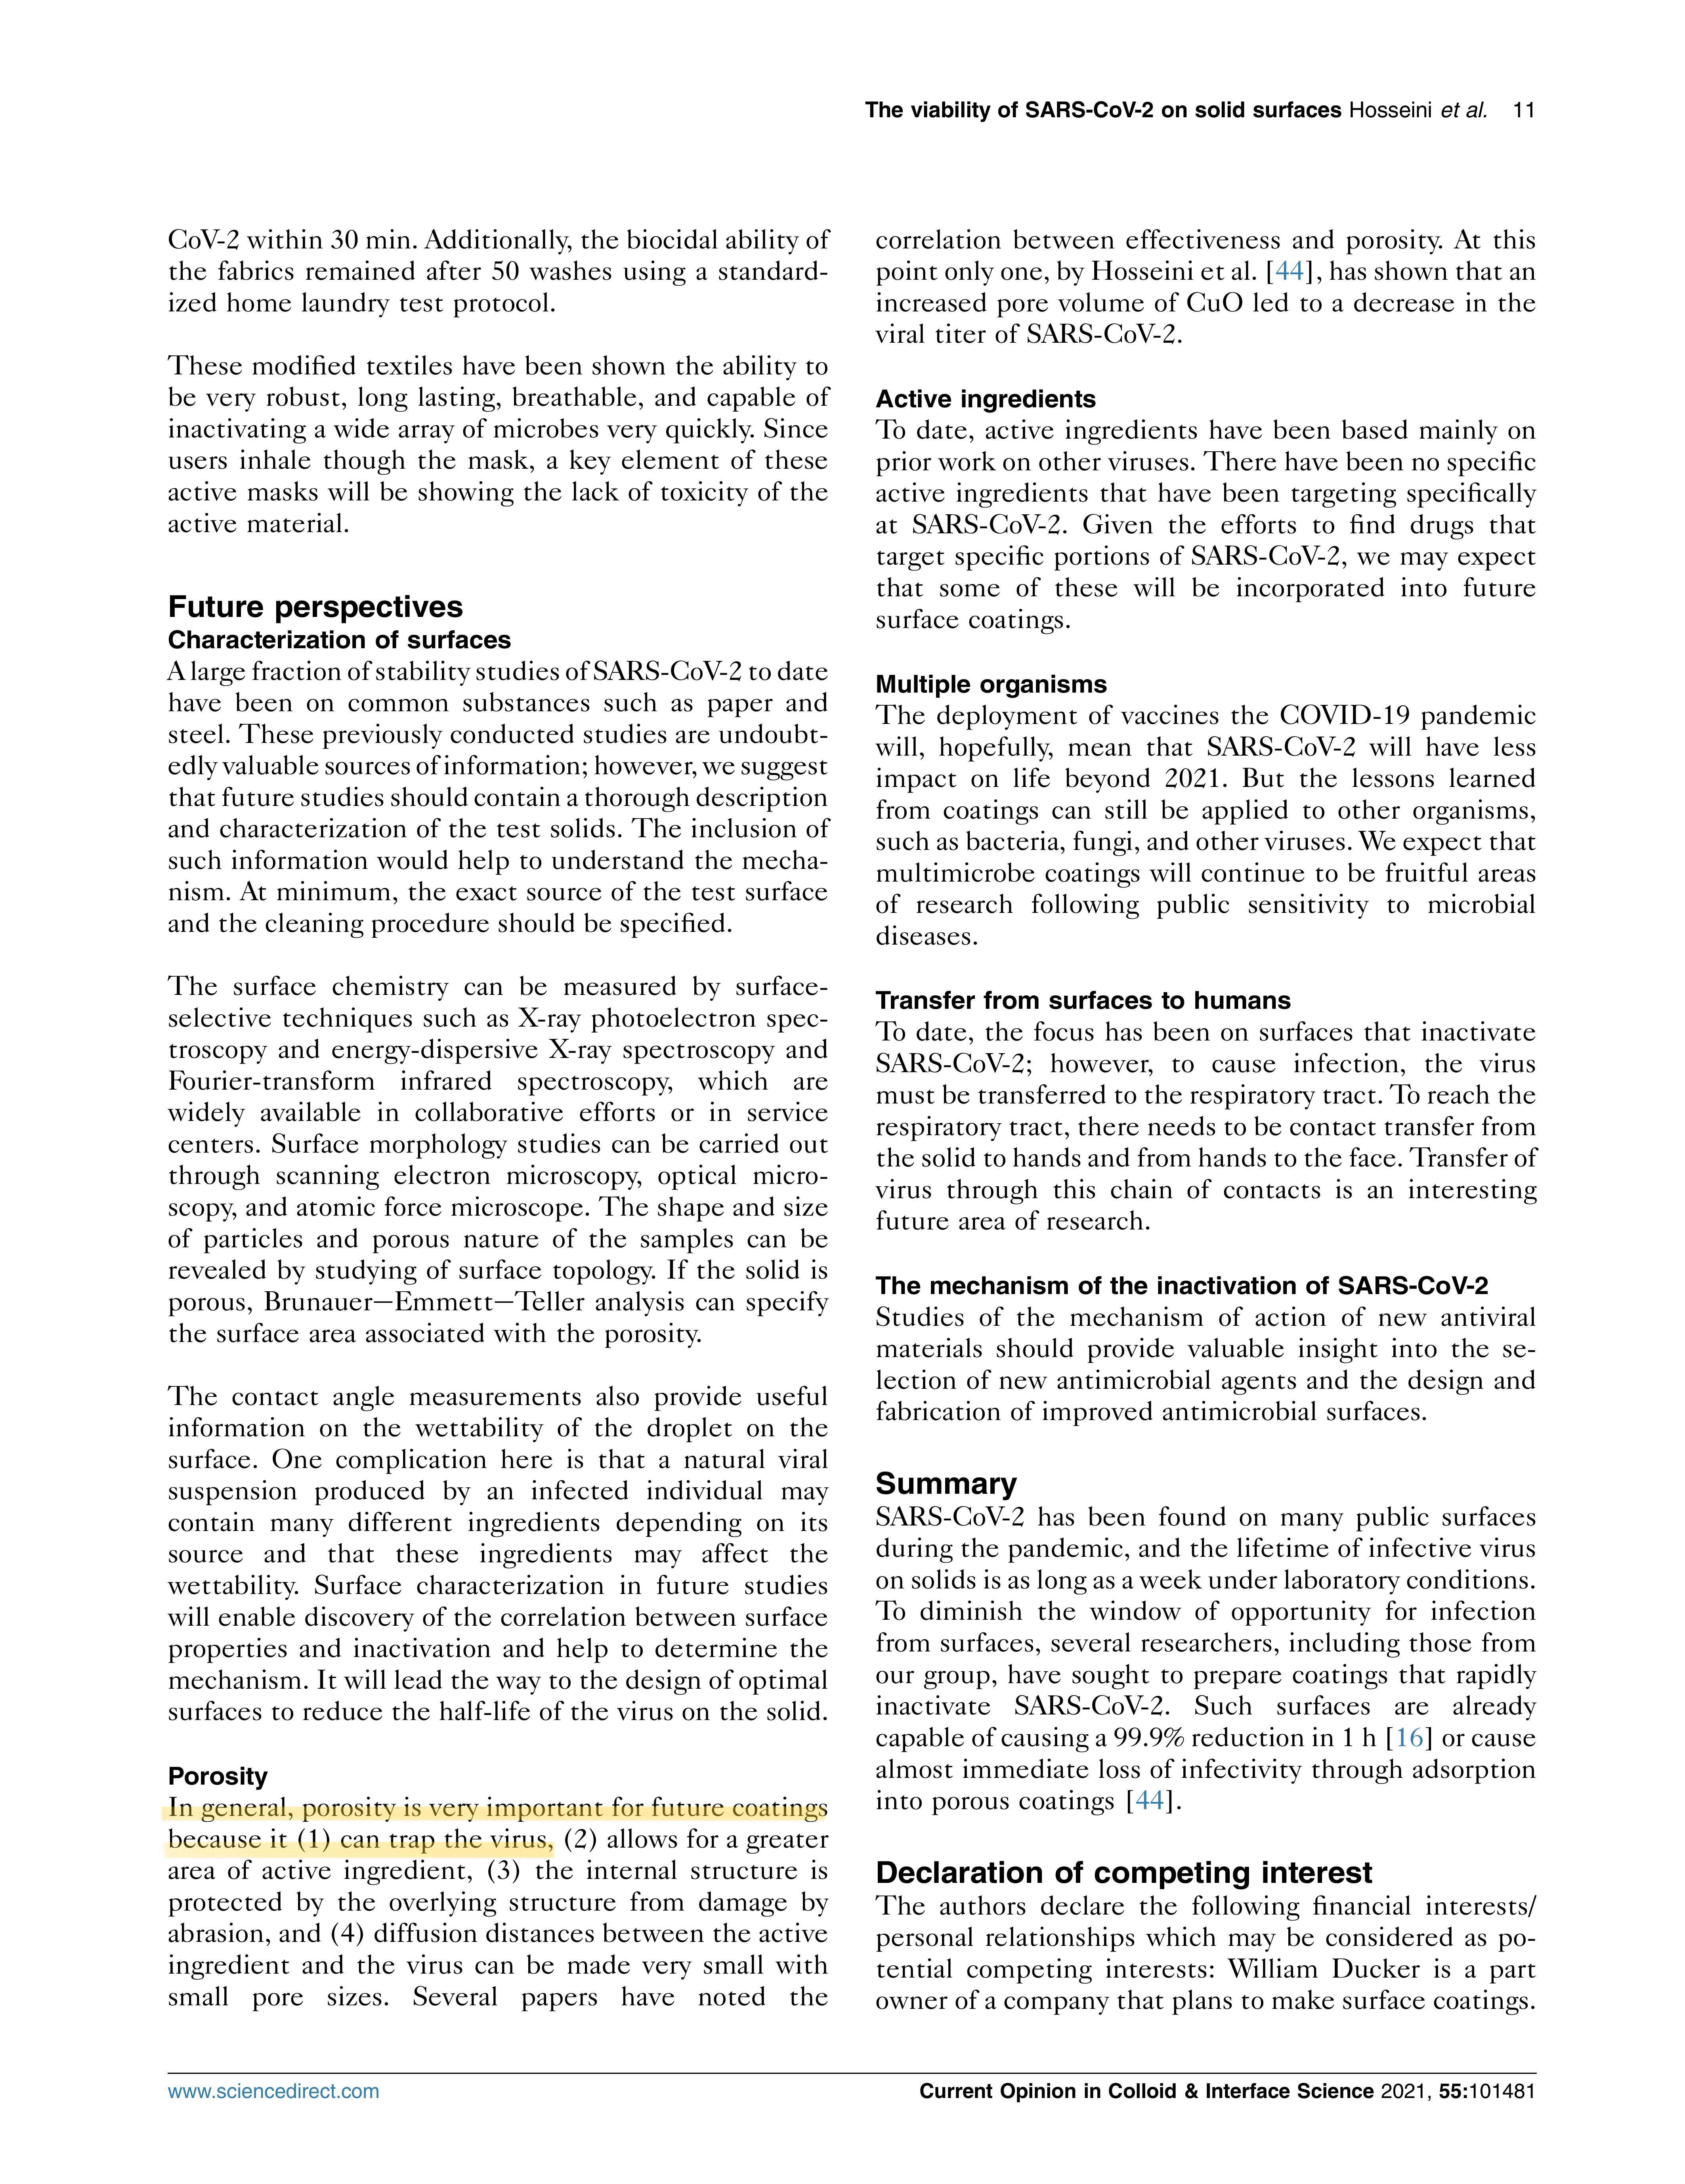 The viability of SARS-CoV-2 on solid surfaces Hosseini et al. 11
CoV-2 within 30 min. Additionally, the biocidal ability of
the fabrics remained after 50 washes using a standard-
ized home laundry test protocol.
These modified textiles have been shown the ability to
be very robust, long lasting, breathable, and capable of
inactivating a wide array of microbes very quickly. Since
users inhale though the mask, a key element of these
active masks will be showing the lack of toxicity of the
active material.
Future perspectives
Characterization of surfaces
A large fraction of stability studies of SARS-CoV-2 to date
have been on common substances such as paper and
steel. These previously conducted studies are undoubt-
edly valuable sources of information; however, we suggest
that future studies should contain a thorough description
and characterization of the test solids. The inclusion of
such information would help to understand the mecha-
nism. At minimum, the exact source of the test surface
and the cleaning procedure should be specified.
The surface chemistry can be measured by surface-
selective techniques such as X-ray photoelectron spec-
troscopy and energy-dispersive X-ray spectroscopy and
Fourier-transform infrared spectroscopy, which are
widely available in collaborative efforts or in service
centers. Surface morphology studies can be carried out
through scanning electron microscopy, optical micro-
scopy, and atomic force microscope. The shape and size
of particles and porous nature of the samples can be
revealed by studying of surface topology. If the solid is
porous, Brunauer—Emmett—Teller analysis can specify
the surface area associated with the porosity.
The contact angle measurements also provide useful
information on the wettability of the droplet on the
surface. One complication here is that a natural viral
suspension produced by an infected individual may
contain many different ingredients depending on its
source and that these ingredients may affect the
wettability. Surface characterization in future studies
will enable discovery of the correlation between surface
properties and inactivation and help to determine the
mechanism. It will lead the way to the design of optimal
surfaces to reduce the half-life of the virus on the solid.
Porosity
In general, porosity is very important for future coatings
because it (1) can trap the virus, (2) allows for a greater
area of active ingredient, (3) the internal structure is
protected by the overlying structure from damage by
abrasion, and (4) diffusion distances between the active
ingredient and the virus can be made very small with
small pore sizes. Several papers have noted the
correlation between effectiveness and porosity. At this
point only one, by Hosseini et al. [44], has shown that an
increased pore volume of CuO led to a decrease in the
viral titer of SARS-CoV-2.
Active ingredients
To date, active ingredients have been based mainly on
prior work on other viruses. There have been no specific
active ingredients that have been targeting specifically
at SARS-CoV-2. Given the efforts to find drugs that
target specific portions of SARS-CoV-2, we may expect
that some of these will be incorporated into future
surface coatings.
Multiple organisms
The deployment of vaccines the COVID-19 pandemic
will, hopefully, mean that SARS-CoV-2 will have less
impact on life beyond 2021. But the lessons learned
from coatings can still be applied to other organisms,
such as bacteria, fungi, and other viruses. We expect that
multimicrobe coatings will continue to be fruitful areas
of research following public sensitivity to microbial
diseases.
Transfer from surfaces to humans
To date, the focus has been on surfaces that inactivate
SARS-CoV-2; however, to cause infection, the virus
must be transferred to the respiratory tract. To reach the
respiratory tract, there needs to be contact transfer from
the solid to hands and from hands to the face. Transfer of
virus through this chain of contacts is an interesting
future area of research.
The mechanism of the inactivation of SARS-CoV-2
Studies of the mechanism of action of new antiviral
materials should provide valuable insight into the se-
lection of new antimicrobial agents and the design and
fabrication of improved antimicrobial surfaces.
Summary
SARS-CoV-2 has been found on many public surfaces
during the pandemic, and the lifetime of infective virus
on solids is as long as a week under laboratory conditions.
To diminish the window of opportunity for infection
from surfaces, several researchers, including those from
our group, have sought to prepare coatings that rapidly
inactivate SARS-CoV-2. Such surfaces are already
capable of causing a 99.9% reduction in 1 h [16] or cause
almost immediate loss of infectivity through adsorption
into porous coatings [44].
Declaration of competing interest
The authors declare the following financial interests/
personal relationships which may be considered as po-
tential competing interests: William Ducker is a part
owner of a company that plans to make surface coatings.
www.sciencedirect.com
Current Opinion in Colloid & Interface Science 2021, 55:101481